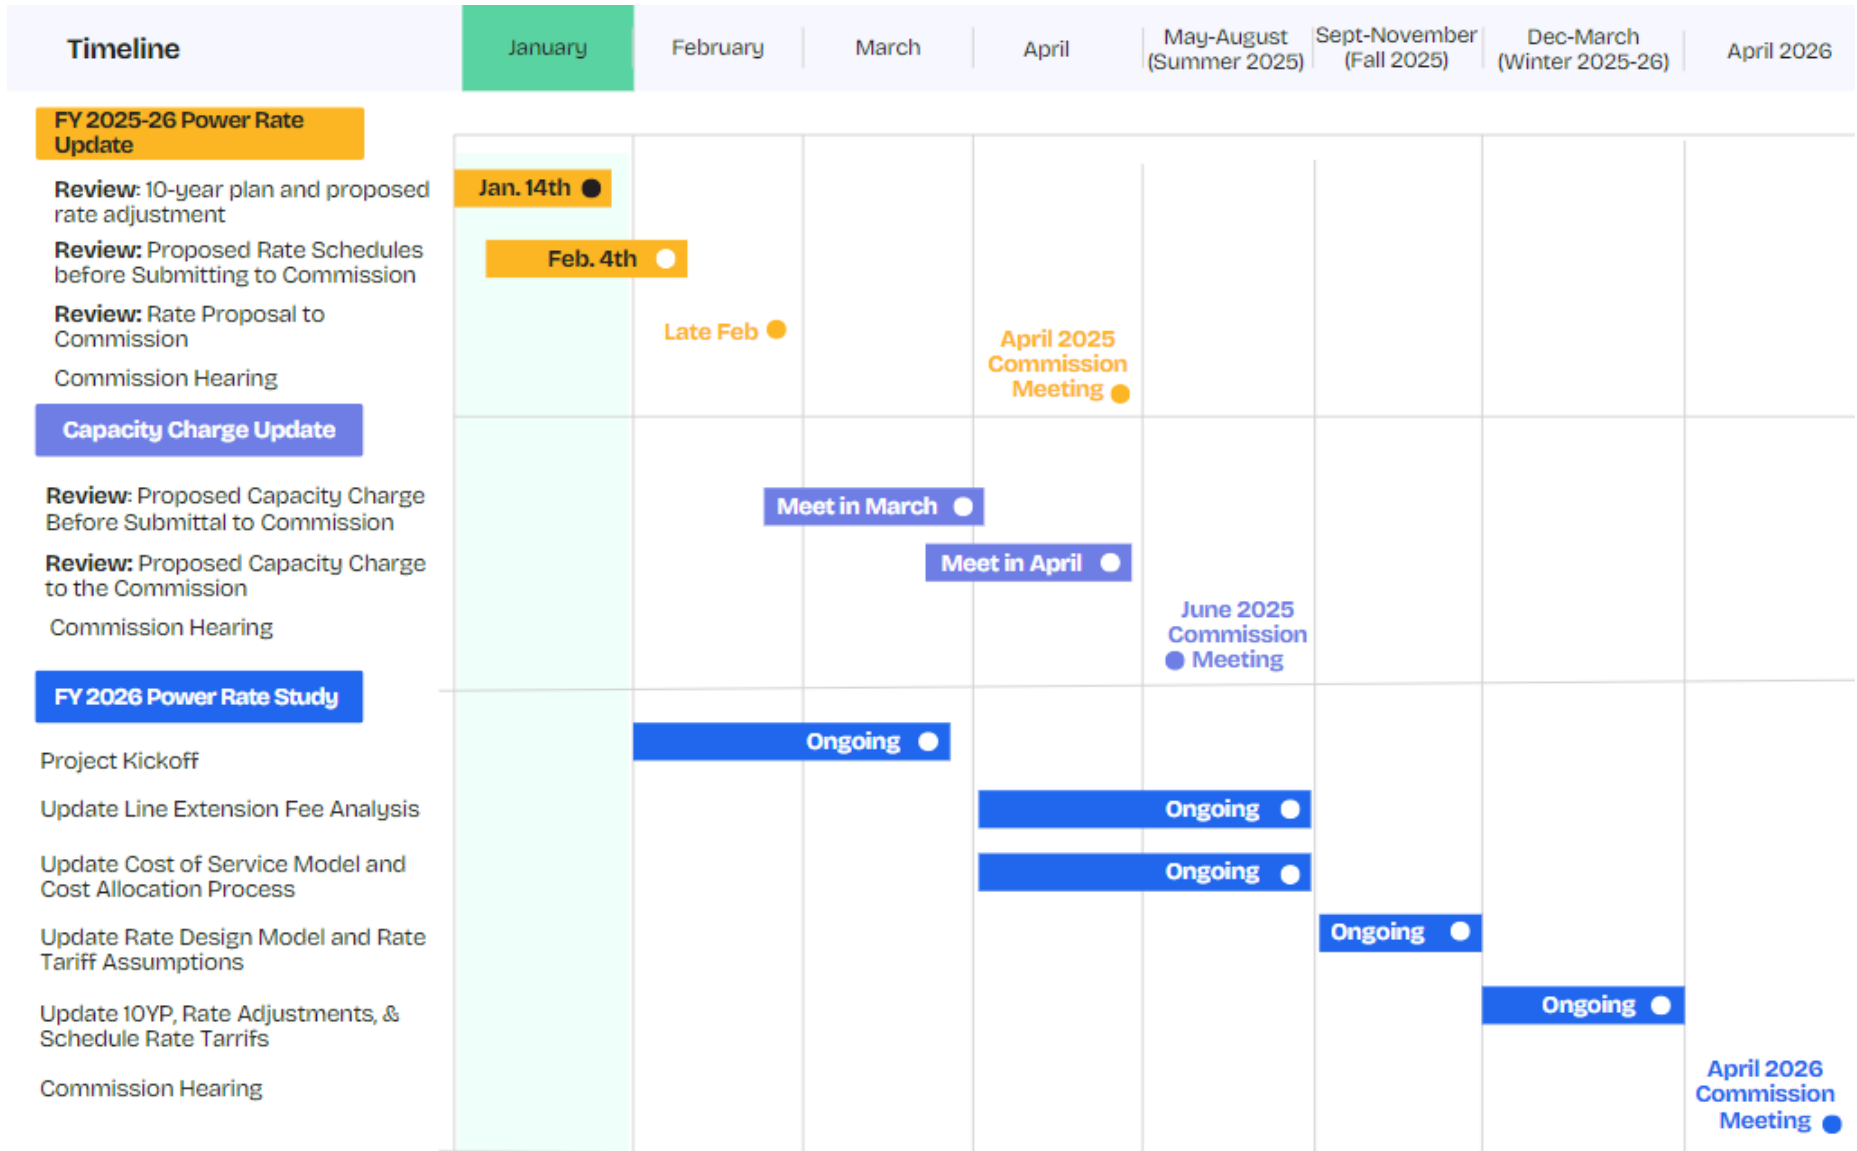 Timeline
January
February
March
April
May-August
(Summer 2025)
Sept-November
(Fall 2025)
Dec-March
(Winter 2025-26)
April 2026
FY 2025-26 Power Rate
Update
Review: 10-year plan and proposed
rate adjustment
Jan. 14th
Review: Proposed Rate Schedules
before Submitting to Commission
Feb. 4th
Review: Rate Proposal to
Commission
Late Feb
Commission Hearing
April 2025
Commission
Meeting
Capacity Charge Update
Review: Proposed Capacity Charge
Before Submittal to Commission
Meet in March
Review: Proposed Capacity Charge
to the Commission
Meet in April
Commission Hearing
June 2025
Commission
Meeting
FY 2026 Power Rate Study
Project Kickoff
Ongoing
Update Line Extension Fee Analysis
Ongoing
Update Cost of Service Model and
Cost Allocation Process
Ongoing
Update Rate Design Model and Rate
Tariff Assumptions
Ongoing
Update 10YP, Rate Adjustments, &
Schedule Rate Tarrifs
Ongoing
Commission Hearing
April 2026
Commission
Meeting